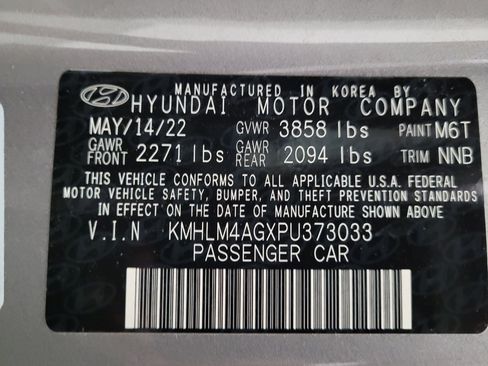 MANUFACTURED IN KOREA BY
HYUNDAI MOTOR COMPANY
MAY/14/22 GVWR 3858 lbs PAINT M6T
GAWR FRONT 2271 lbs GAWR REAR 2094 lbs TRIM NNB
THIS VEHICLE CONFORMS TO ALL APPLICABLE U.S.A. FEDERAL
MOTOR VEHICLE SAFETY, BUMPER, AND THEFT PREVENTION
STANDARDS IN EFFECT ON THE DATE OF MANUFACTURE SHOWN ABOVE
V.I.N KMHLM4AGXPU373033
PASSENGER CAR